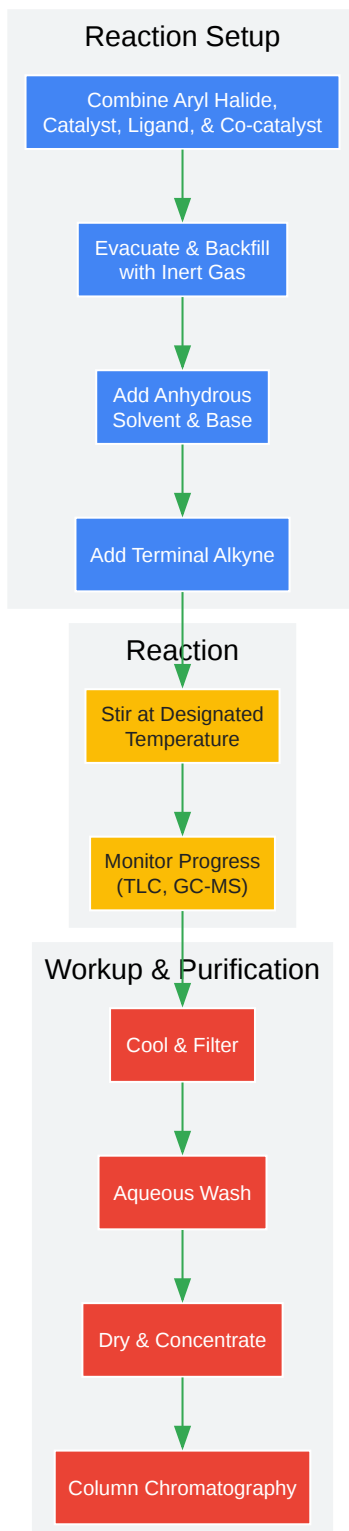 Reaction Setup
Combine Aryl Halide,
Catalyst, Ligand, & Co-catalyst
Evacuate & Backfill
with Inert Gas
Add Anhydrous
Solvent & Base
Add Terminal Alkyne
Reaction
Stir at Designated
Temperature
Monitor Progress
(TLC, GC-MS)
Workup & Purification
Cool & Filter
Aqueous Wash
Dry & Concentrate
Column Chromatography